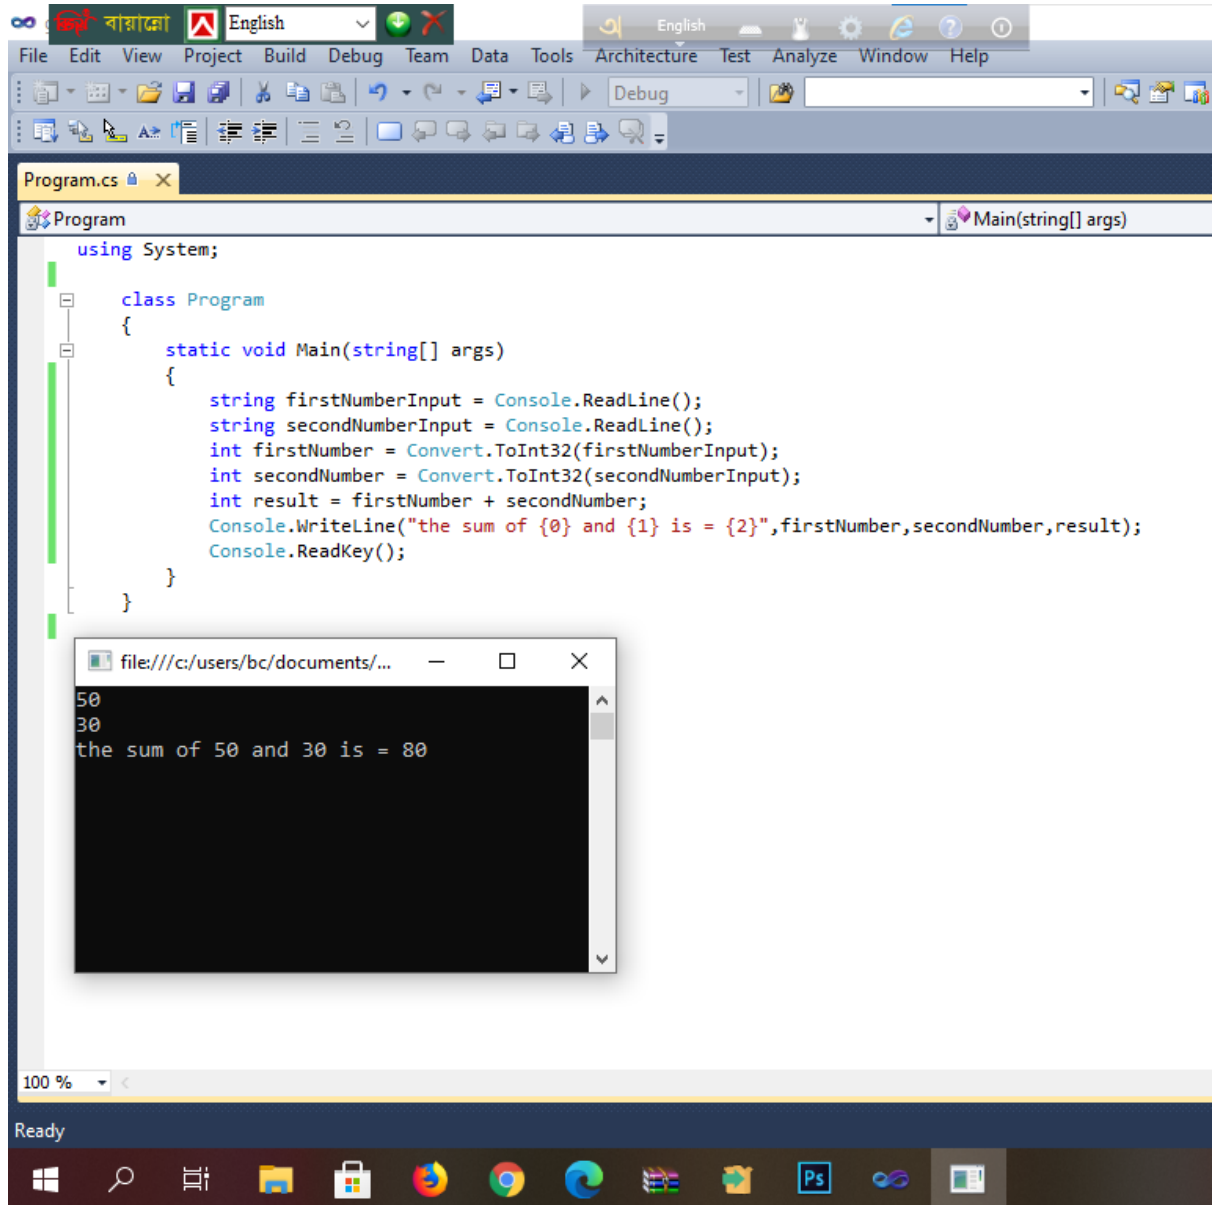 বায়ান্নো English
অ English
File Edit View Project Build Debug Team Data Tools Architecture Test Analyze Window Help
Debug
Program.cs
Program Main(string[] args)
using System;
class Program
{
static void Main(string[] args)
{
string firstNumberInput = Console.ReadLine();
string secondNumberInput = Console.ReadLine();
int firstNumber = Convert.ToInt32(firstNumberInput);
int secondNumber = Convert.ToInt32(secondNumberInput);
int result = firstNumber + secondNumber;
Console.WriteLine("the sum of {0} and {1} is = {2}",firstNumber,secondNumber,result);
Console.ReadKey();
}
}
file:///c:/users/bc/documents/...
50
30
the sum of 50 and 30 is = 80
100 %
Ready
Ps